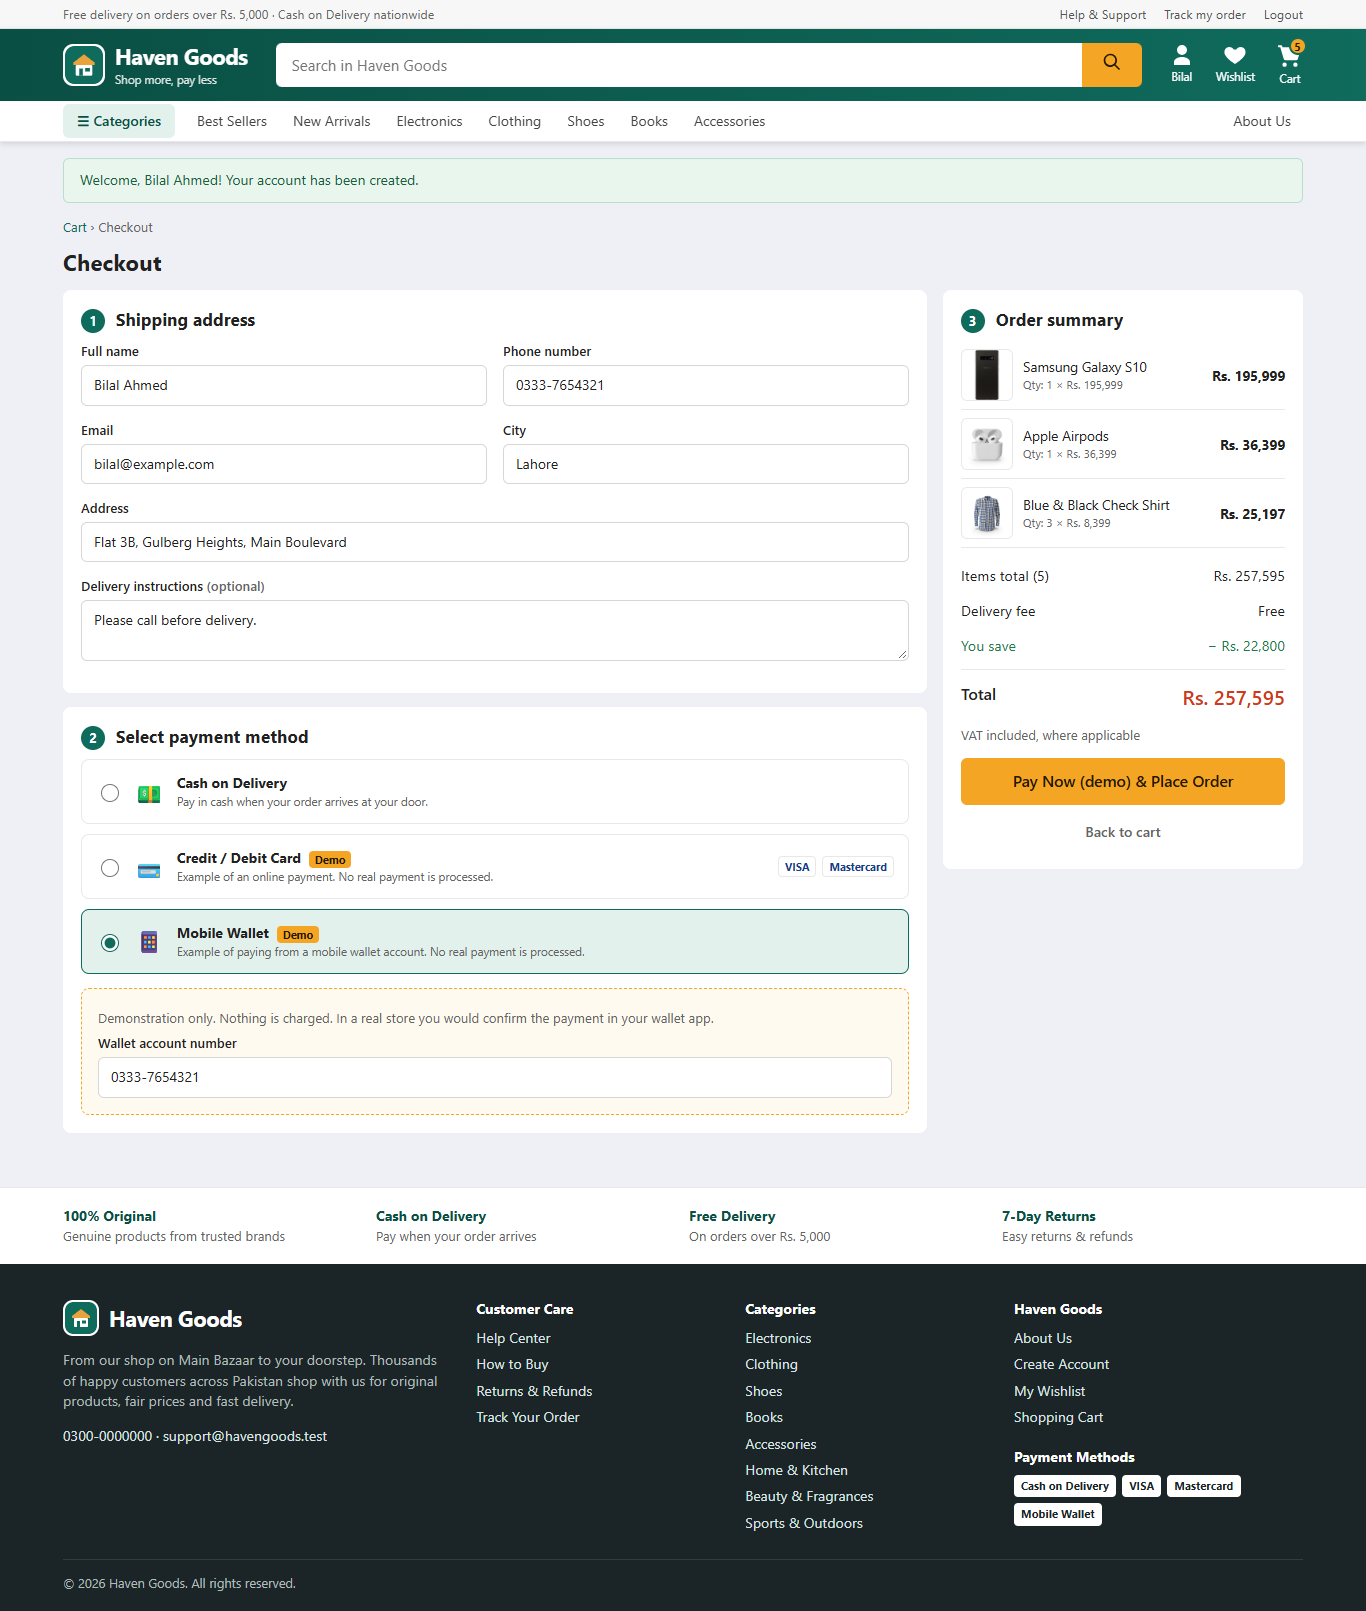 Free delivery on orders over Rs. 5,000 · Cash on Delivery nationwide
Help & Support Track my order Logout
Haven Goods
Shop more, pay less
Search in Haven Goods
Bilal
Wishlist
5
Cart
☰ Categories Best Sellers New Arrivals Electronics Clothing Shoes Books Accessories About Us
Welcome, Bilal Ahmed! Your account has been created.
Cart › Checkout
Checkout
1 Shipping address
Full name
Bilal Ahmed
Phone number
0333-7654321
Email
bilal@example.com
City
Lahore
Address
Flat 3B, Gulberg Heights, Main Boulevard
Delivery instructions (optional)
Please call before delivery.
2 Select payment method
Cash on Delivery
Pay in cash when your order arrives at your door.
Credit / Debit Card Demo
Example of an online payment. No real payment is processed.
VISA Mastercard
Mobile Wallet Demo
Example of paying from a mobile wallet account. No real payment is processed.
Demonstration only. Nothing is charged. In a real store you would confirm the payment in your wallet app.
Wallet account number
0333-7654321
3 Order summary
Samsung Galaxy S10
Qty: 1 × Rs. 195,999
Rs. 195,999
Apple Airpods
Qty: 1 × Rs. 36,399
Rs. 36,399
Blue & Black Check Shirt
Qty: 3 × Rs. 8,399
Rs. 25,197
Items total (5) Rs. 257,595
Delivery fee Free
You save − Rs. 22,800
Total Rs. 257,595
VAT included, where applicable
Pay Now (demo) & Place Order
Back to cart
100% Original
Genuine products from trusted brands
Cash on Delivery
Pay when your order arrives
Free Delivery
On orders over Rs. 5,000
7-Day Returns
Easy returns & refunds
Haven Goods
From our shop on Main Bazaar to your doorstep. Thousands
of happy customers across Pakistan shop with us for original
products, fair prices and fast delivery.
0300-0000000 · support@havengoods.test
Customer Care
Help Center
How to Buy
Returns & Refunds
Track Your Order
Categories
Electronics
Clothing
Shoes
Books
Accessories
Home & Kitchen
Beauty & Fragrances
Sports & Outdoors
Haven Goods
About Us
Create Account
My Wishlist
Shopping Cart
Payment Methods
Cash on Delivery VISA Mastercard
Mobile Wallet
© 2026 Haven Goods. All rights reserved.